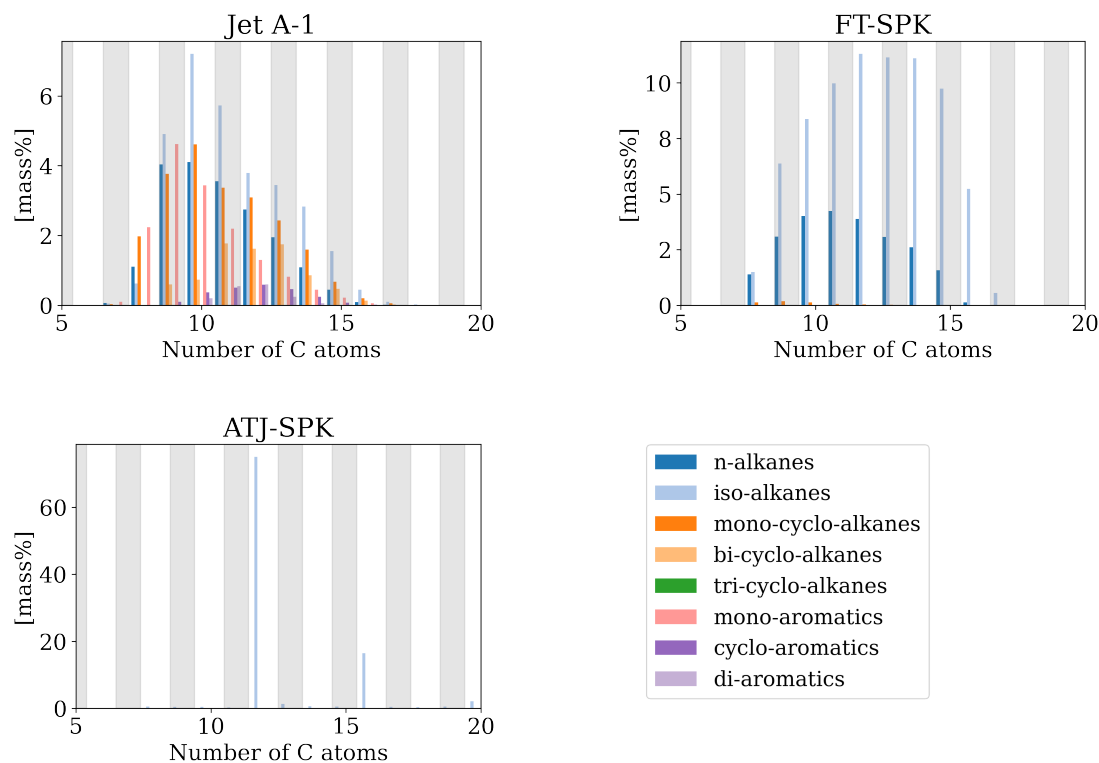 Jet A-1
[mass%]
6
4
2
0
5 10 15 20
Number of C atoms
FT-SPK
[mass%]
10
8
5
2
0
5 10 15 20
Number of C atoms
ATJ-SPK
[mass%]
60
40
20
0
5 10 15 20
Number of C atoms
n-alkanes
iso-alkanes
mono-cyclo-alkanes
bi-cyclo-alkanes
tri-cyclo-alkanes
mono-aromatics
cyclo-aromatics
di-aromatics